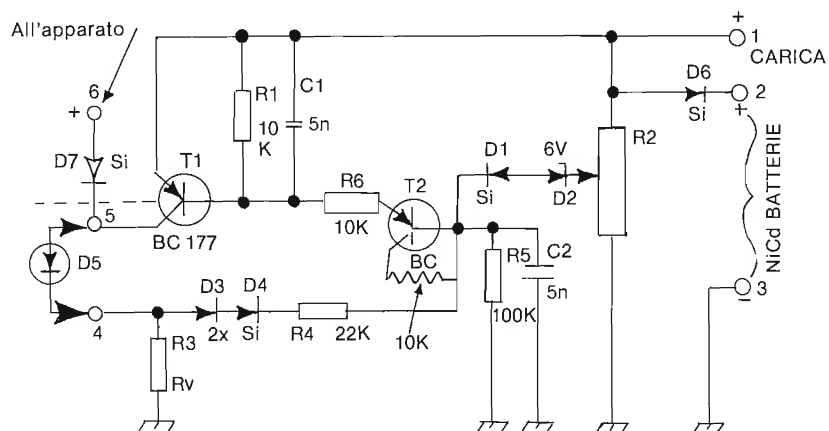 All'apparato
6
+
D7
Si
5
D5
4
T1
BC 177
R1
10
K
C1
5n
R6
10K
T2
BC
10K
D1
Si
6V
D2
R2
+
1
CARICA
D6
Si
2
+
NiCd BATTERIE
3
−
R5
100K
C2
5n
D3
2x
D4
Si
R4
22K
R3
Rv